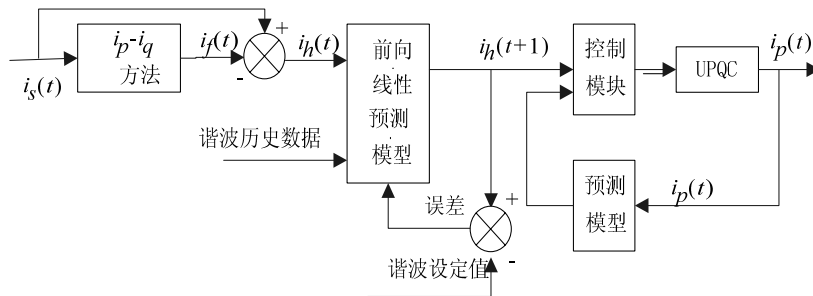 i_p-i_q
方法
i_s(t)
i_f(t)
+
-
i_h(t)
前向
线性
预测
模型
谐波历史数据
i_h(t+1)
控制
模块
UPQC
i_p(t)
预测
模型
i_p(t)
误差
+
-
谐波设定值